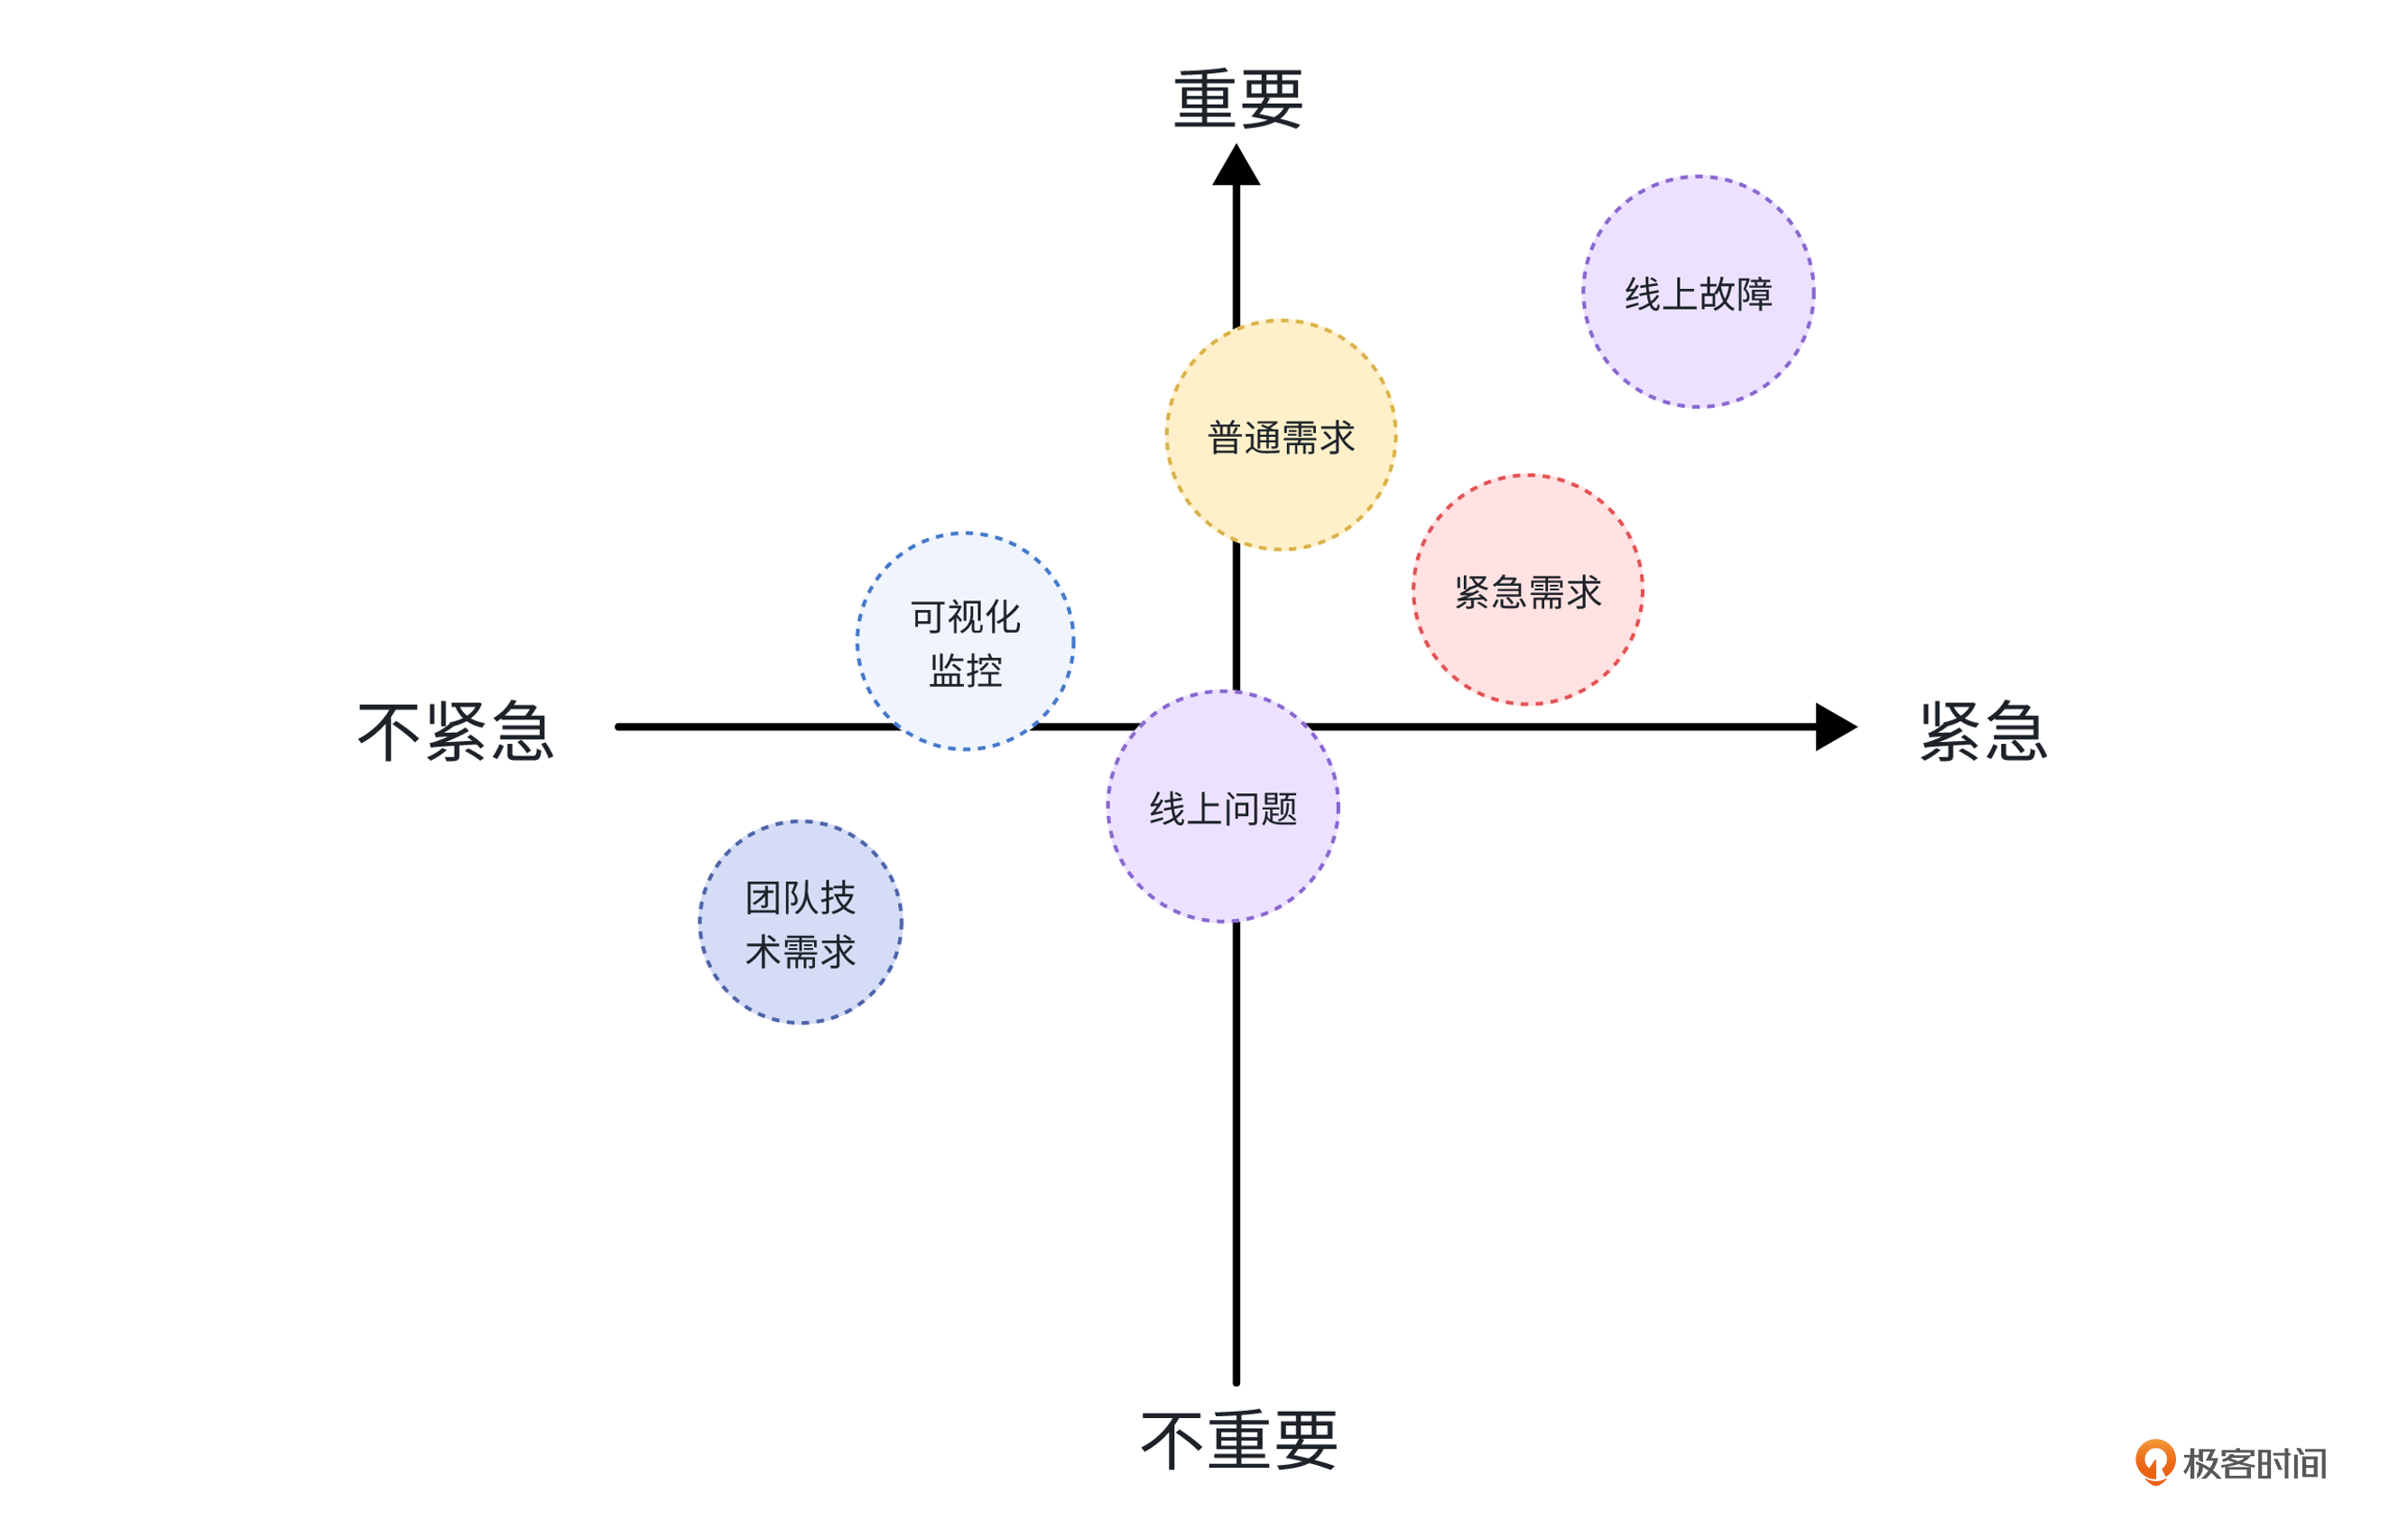 重要
线上故障
普通需求
紧急需求
可视化
监控
不紧急
紧急
线上问题
团队技
术需求
不重要
极客时间